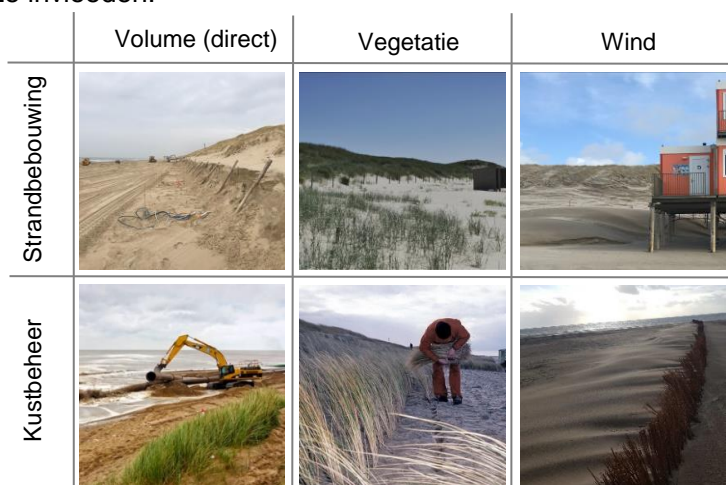 Volume (direct)
Vegetatie
Wind
Strandbebouwing
Kustbeheer